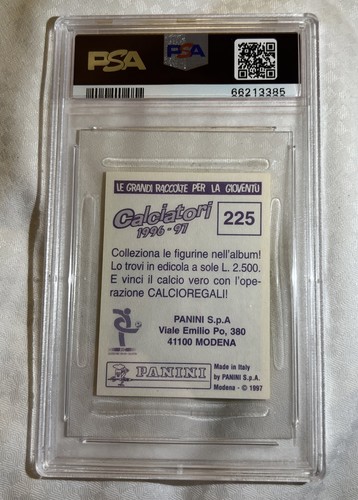 PSA
PSA
66213385
LE GRANDI RACCOLTE PER LA GIOVENTÙ
Calciatori
1996-97
225
Colleziona le figurine nell'album!
Lo trovi in edicola a sole L. 2.500.
E vinci il calcio vero con l'ope-
razione CALCIOREGALI!
PANINI S.p.A
Viale Emilio Po, 380
41100 MODENA
PANINI
Made in Italy
by PANINI S.p.A.
Modena - © 1997